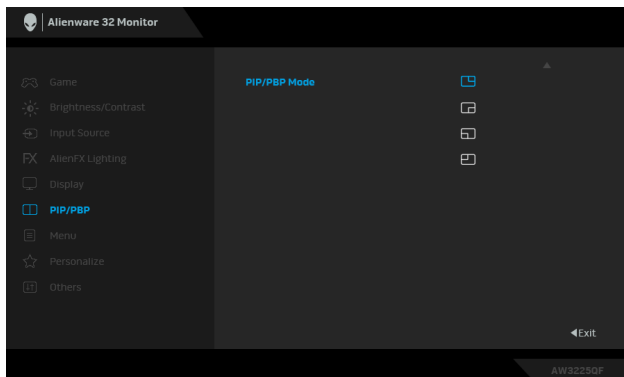 Alienware 32 Monitor
Game
PIP/PBP Mode
Brightness/Contrast
Input Source
FX AlienFX Lighting
Display
PIP/PBP
Menu
Personalize
Others
Exit
AW3225QF